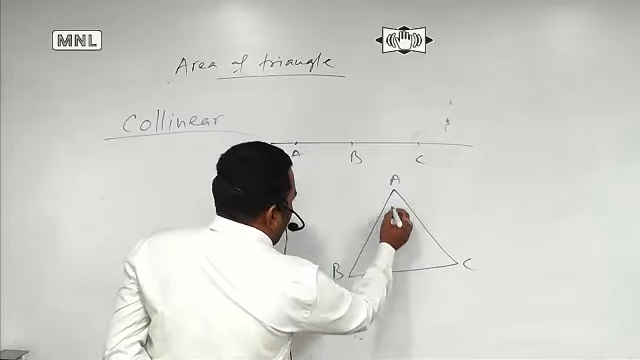 MNL
Area of triangle
Collinear
A B C
A
B C